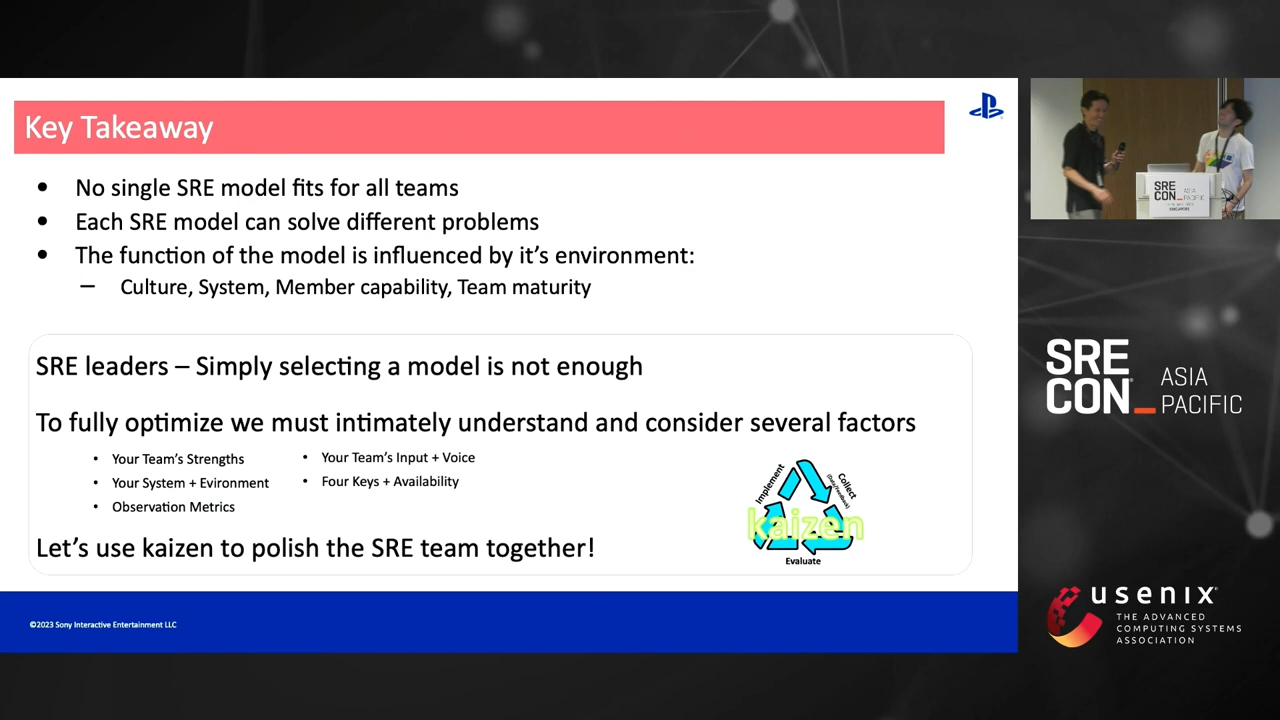 Key Takeaway
• No single SRE model fits for all teams
• Each SRE model can solve different problems
• The function of the model is influenced by it's environment:
– Culture, System, Member capability, Team maturity
SRE leaders – Simply selecting a model is not enough
To fully optimize we must intimately understand and consider several factors
• Your Team's Strengths
• Your System + Evironment
• Observation Metrics
• Your Team's Input + Voice
• Four Keys + Availability
Implement
Collect
kaizen
Evaluate
Let's use kaizen to polish the SRE team together!
©2023 Sony Interactive Entertainment LLC
SRE
CON_
ASIA
PACIFIC
SINGAPORE
SRE
CON_
ASIA
PACIFIC
usenix
THE ADVANCED
COMPUTING SYSTEMS
ASSOCIATION